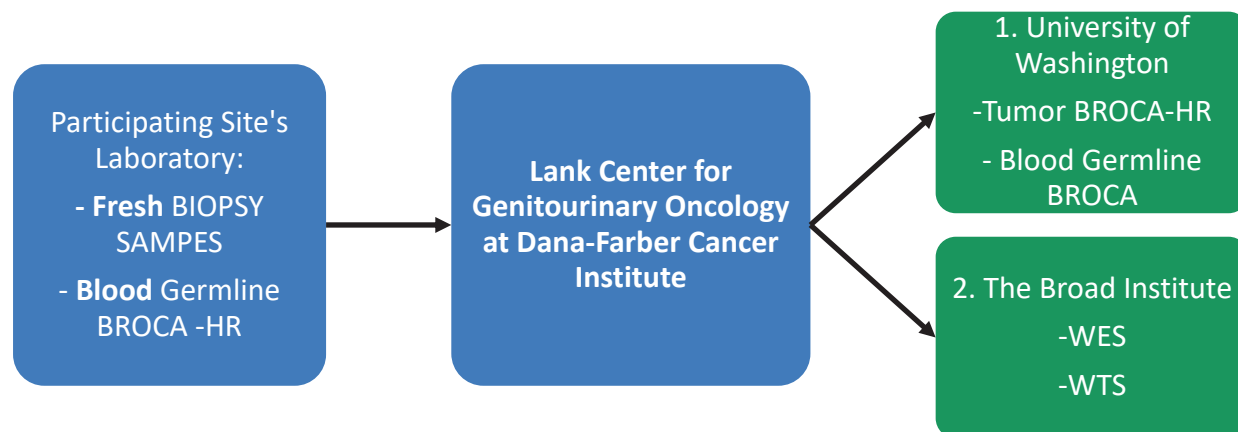 Participating Site's
Laboratory:
- Fresh BIOPSY
SAMPES
- Blood Germline
BROCA -HR
Lank Center for
Genitourinary Oncology
at Dana-Farber Cancer
Institute
1. University of
Washington
-Tumor BROCA-HR
- Blood Germline
BROCA
2. The Broad Institute
-WES
-WTS